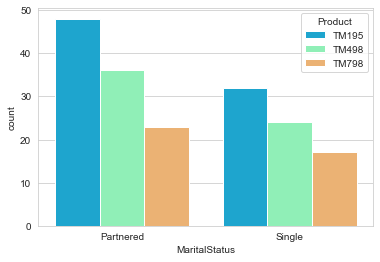 50
40
30
20
10
0
count
Product
TM195
TM498
TM798
Partnered
Single
MaritalStatus